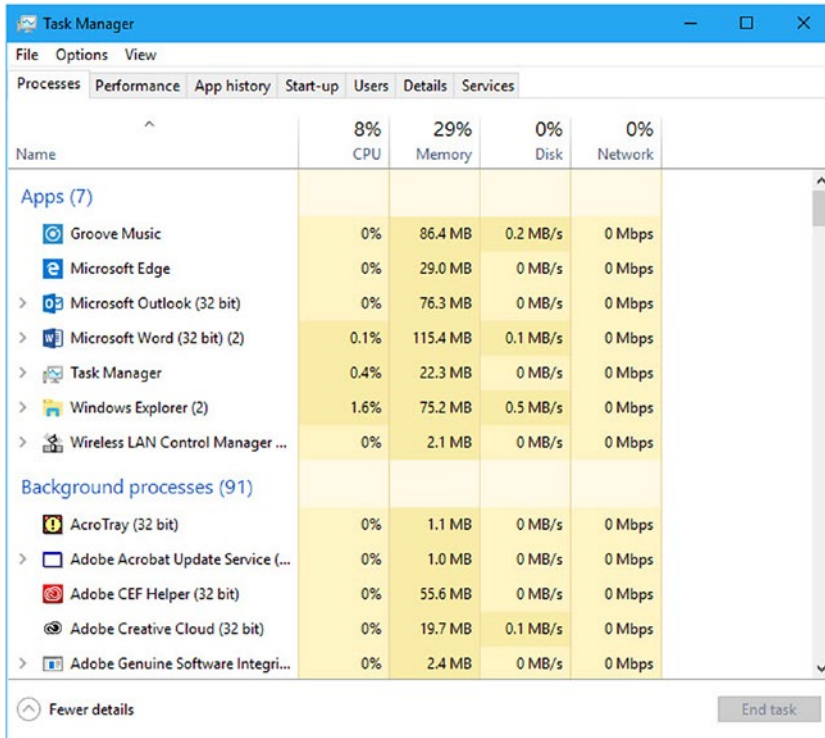 Task Manager
File Options View
Processes Performance App history Start-up Users Details Services
8% 29% 0% 0%
Name CPU Memory Disk Network
Apps (7)
Groove Music 0% 86.4 MB 0.2 MB/s 0 Mbps
Microsoft Edge 0% 29.0 MB 0 MB/s 0 Mbps
Microsoft Outlook (32 bit) 0% 76.3 MB 0 MB/s 0 Mbps
Microsoft Word (32 bit) (2) 0.1% 115.4 MB 0.1 MB/s 0 Mbps
Task Manager 0.4% 22.3 MB 0 MB/s 0 Mbps
Windows Explorer (2) 1.6% 75.2 MB 0.5 MB/s 0 Mbps
Wireless LAN Control Manager ... 0% 2.1 MB 0 MB/s 0 Mbps
Background processes (91)
AcroTray (32 bit) 0% 1.1 MB 0 MB/s 0 Mbps
Adobe Acrobat Update Service (... 0% 1.0 MB 0 MB/s 0 Mbps
Adobe CEF Helper (32 bit) 0% 55.6 MB 0 MB/s 0 Mbps
Adobe Creative Cloud (32 bit) 0% 19.7 MB 0.1 MB/s 0 Mbps
Adobe Genuine Software Integri... 0% 2.4 MB 0 MB/s 0 Mbps
Fewer details End task